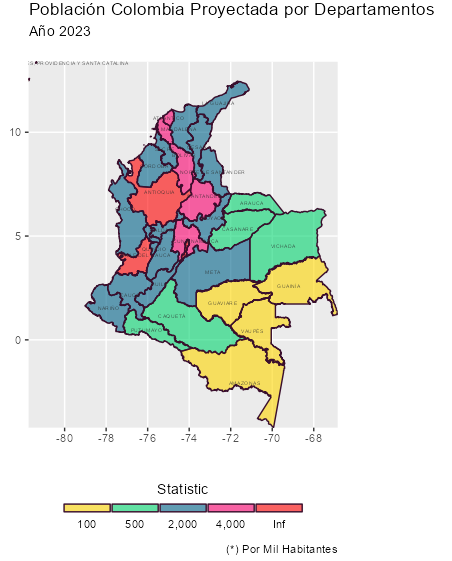 Población Colombia Proyectada por Departamentos
Año 2023
S, PROVIDENCIA Y SANTA CATALINA
ANTIOQUIA
ARAUCA
CASANARE
VICHADA
META
GUAINIA
GUAVIARE
CAQUETA
VAUPES
NARIÑO
PUTUMAYO
AMAZONAS
10
5
0
-80 -78 -76 -74 -72 -70 -68
Statistic
100 500 2,000 4,000 Inf
(*) Por Mil Habitantes